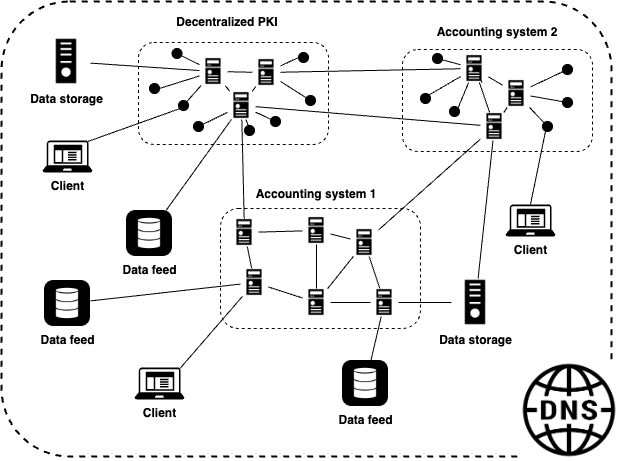 Decentralized PKI
Accounting system 2
Data storage
Client
Accounting system 1
Client
Data feed
Data feed
Data storage
Client
Data feed
DNS